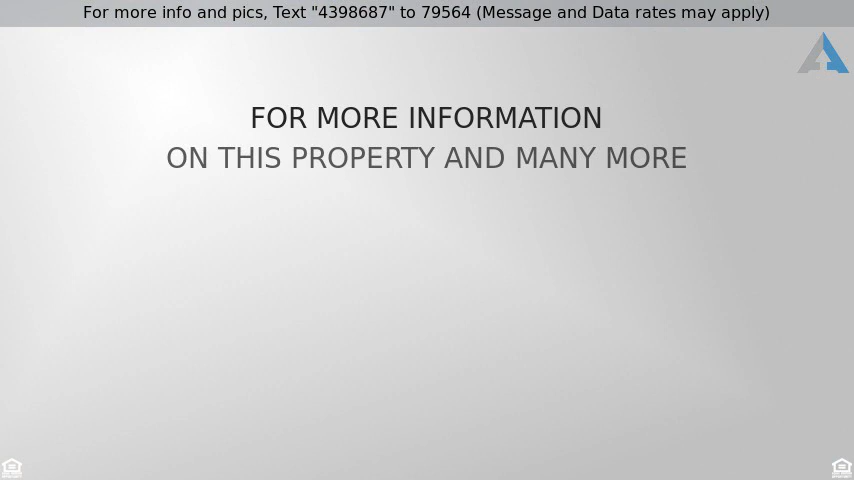 For more info and pics, Text "4398687" to 79564 (Message and Data rates may apply)
FOR MORE INFORMATION
ON THIS PROPERTY AND MANY MORE